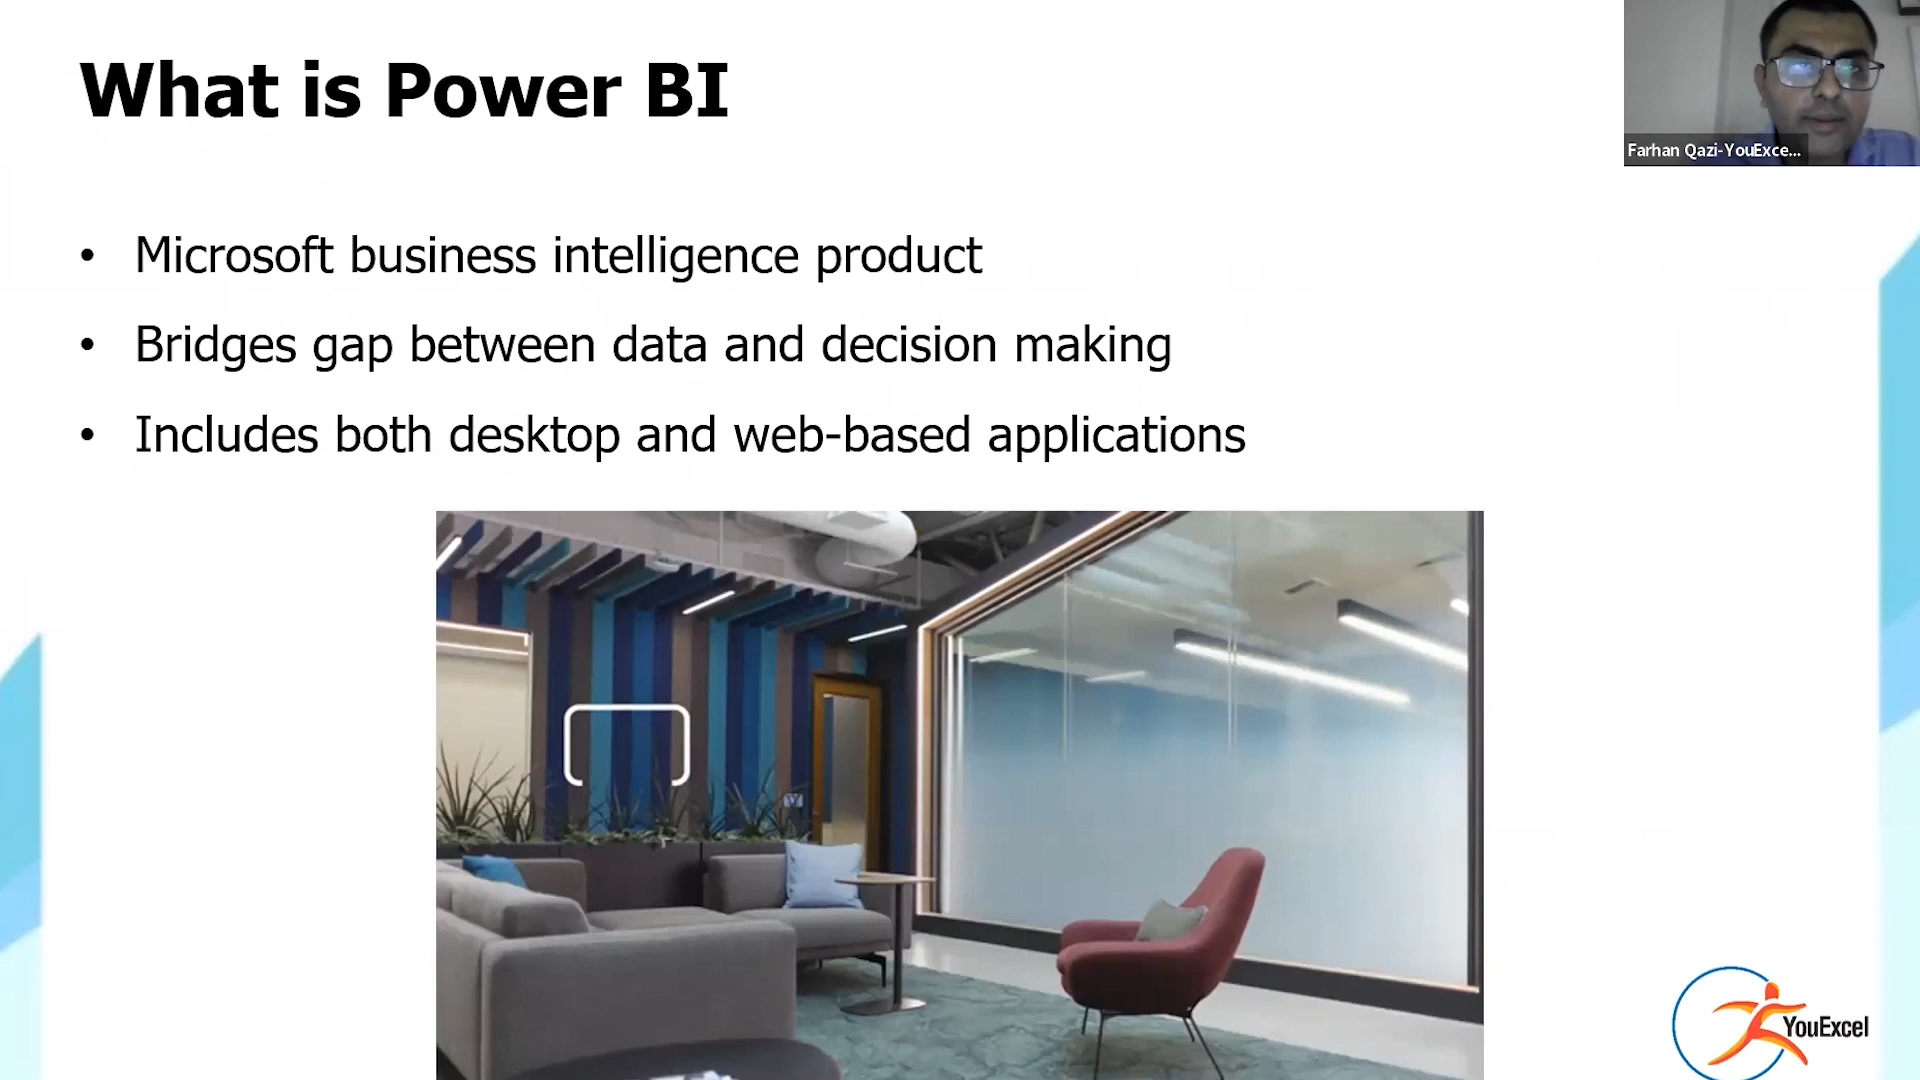 What is Power BI
Farhan Qazi-YouExce...
• Microsoft business intelligence product
• Bridges gap between data and decision making
• Includes both desktop and web-based applications
YouExcel